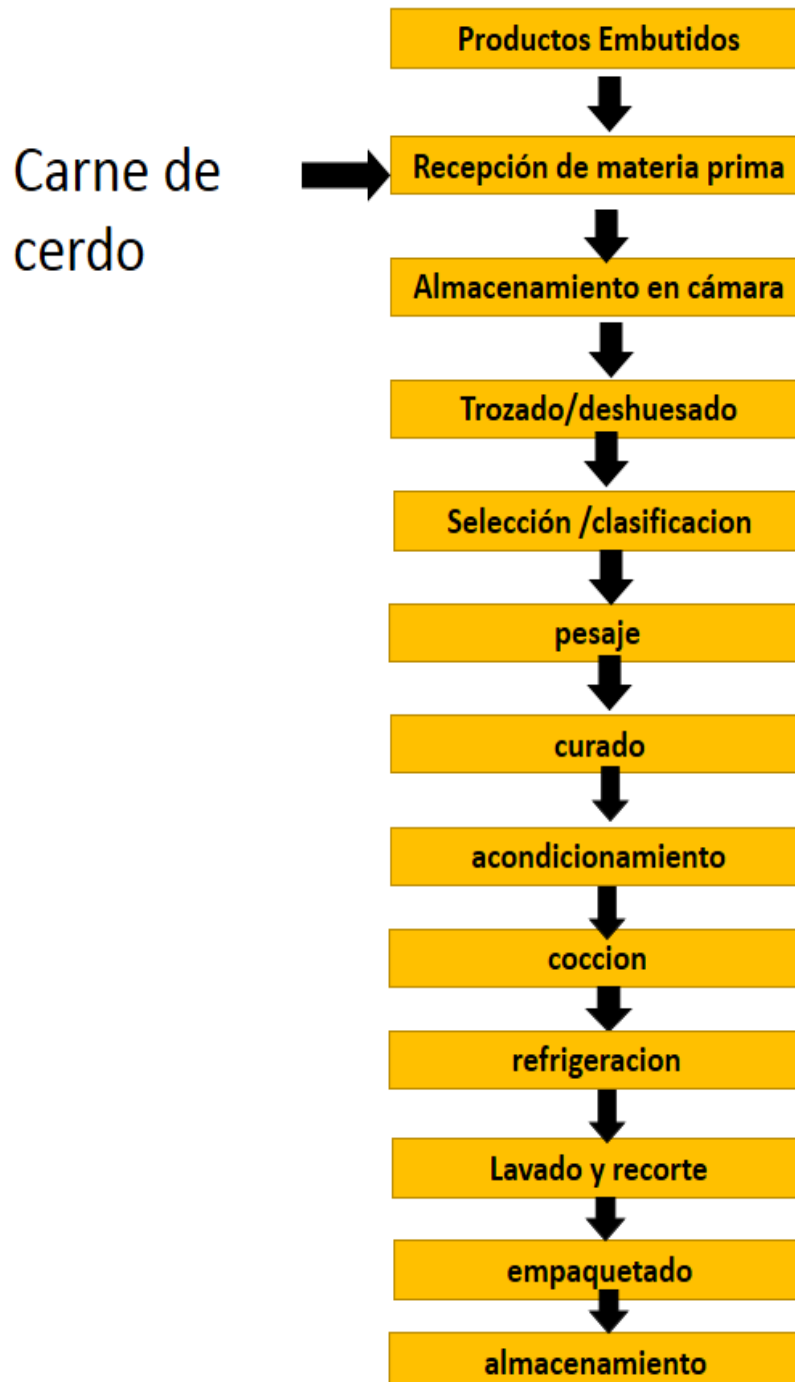 Productos Embutidos
Carne de
cerdo
Recepción de materia prima
Almacenamiento en cámara
Trozado/deshuesado
Selección /clasificacion
pesaje
curado
acondicionamiento
coccion
refrigeracion
Lavado y recorte
empaquetado
almacenamiento